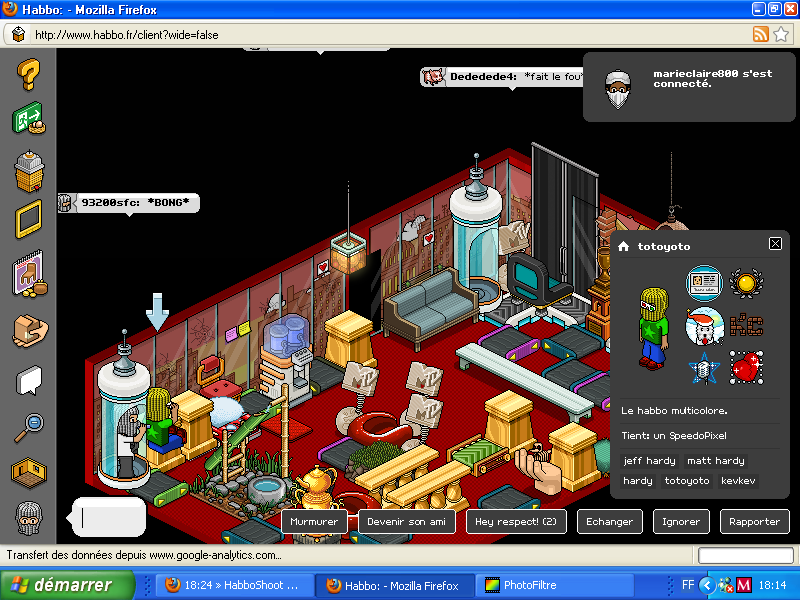 Habbo: - Mozilla Firefox
http://www.habbo.fr/client?wide=false
Dededede4: *fait le fou
marieclaire800 s'est
connecté.
93200sfc: *BONG*
totoyoto
Le habbo multicolore.
Tient: un SpeedoPixel
jeff hardy matt hardy
hardy totoyoto kevkev
Murmurer Devenir son ami Hey respect! (2) Echanger Ignorer Rapporter
Transfert des données depuis www.google-analytics.com...
démarrer 18:24 » HabboShoot ... Habbo: - Mozilla Firefox PhotoFiltre FF 18:14